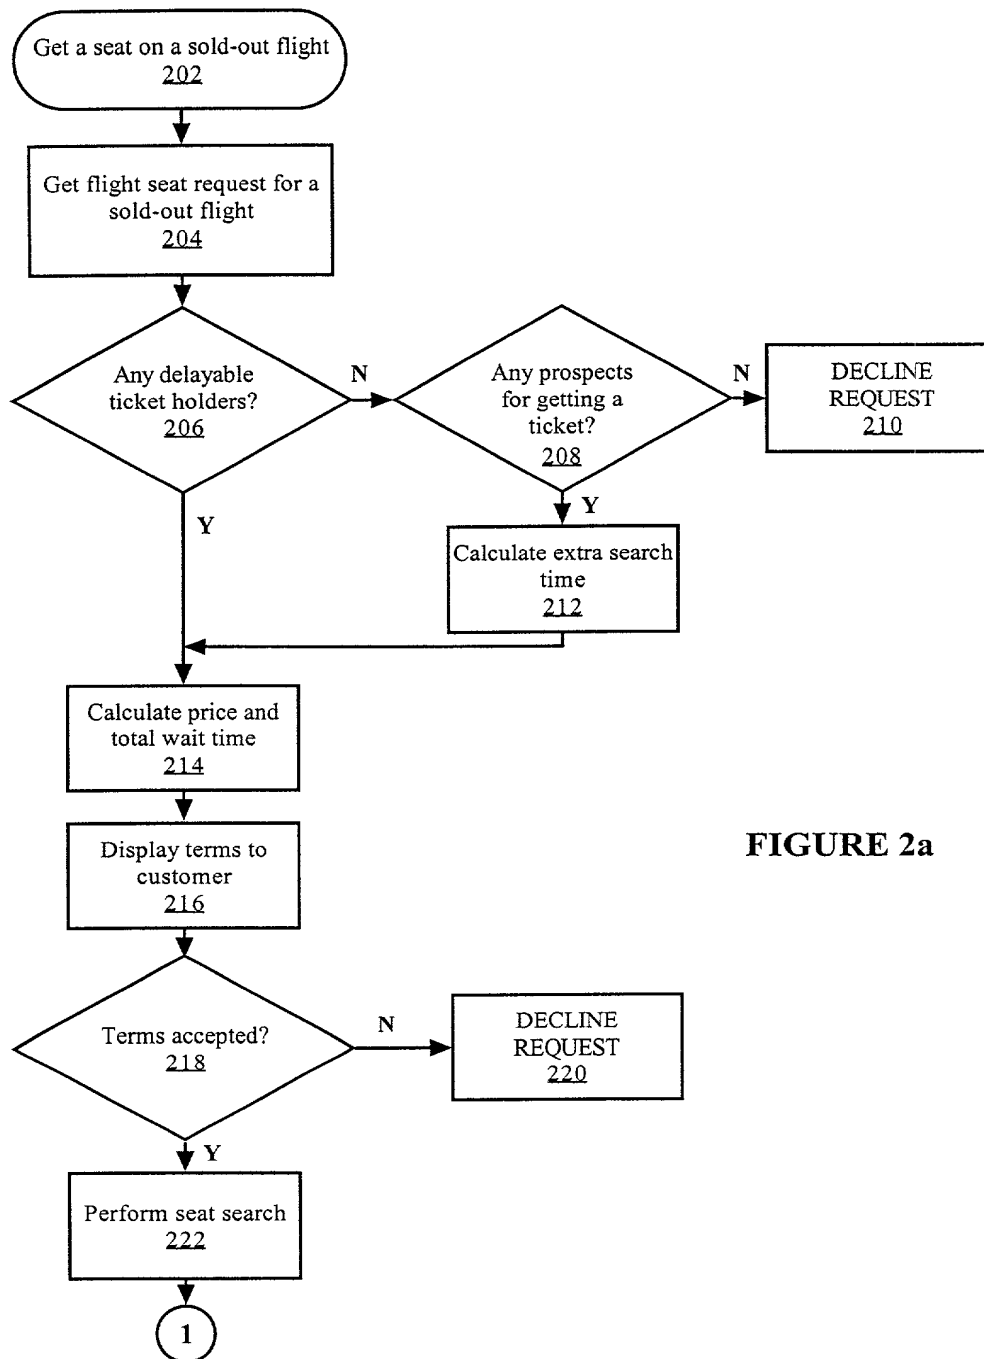 Get a seat on a sold-out flight
202
Get flight seat request for a
sold-out flight
204
Any delayable
ticket holders?
206
N
Any prospects
for getting a
ticket?
208
N
DECLINE
REQUEST
210
Y
Y
Calculate extra search
time
212
Calculate price and
total wait time
214
Display terms to
customer
216
FIGURE 2a
Terms accepted?
218
N
DECLINE
REQUEST
220
Y
Perform seat search
222
1